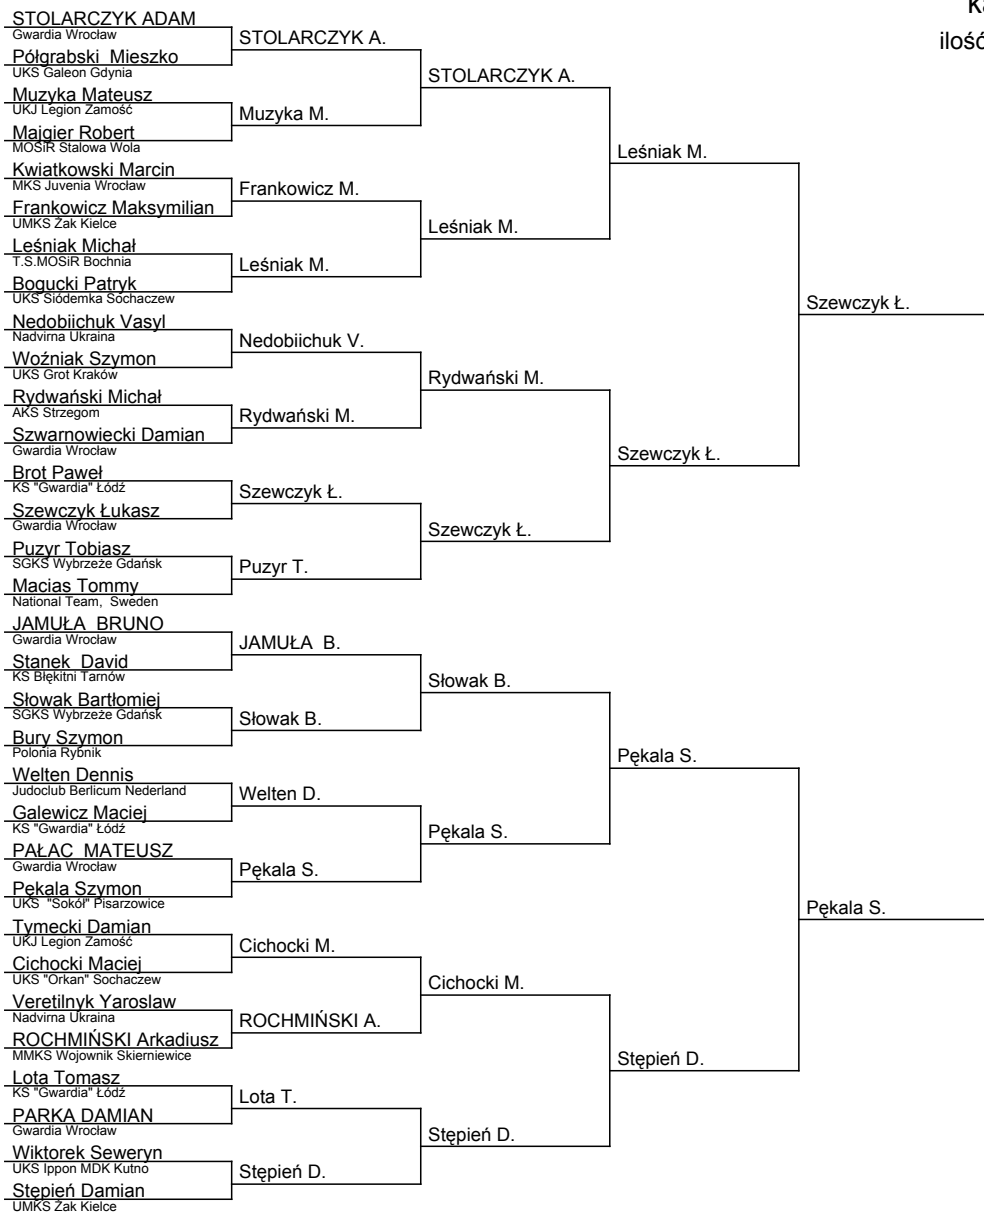 STOLARCZYK ADAM
Gwardia Wrocław
Półgrabski Mieszko
UKS Galeon Gdynia
Muzyka Mateusz
UKJ Legion Zamość
Majgier Robert
MOSiR Stalowa Wola
Kwiatkowski Marcin
MKS Juvenia Wrocław
Frankowicz Maksymilian
UMKS Żak Kielce
Leśniak Michał
T.S.MOSiR Bochnia
Bogucki Patryk
UKS Siódemka Sochaczew
Nedobiichuk Vasyl
Nadvirna Ukraina
Woźniak Szymon
UKS Grot Kraków
Rydwański Michał
AKS Strzegom
Szwarnowiecki Damian
Gwardia Wrocław
Brot Paweł
KS "Gwardia" Łódź
Szewczyk Łukasz
Gwardia Wrocław
Puzyr Tobiasz
SGKS Wybrzeże Gdańsk
Macias Tommy
National Team, Sweden
JAMUŁA BRUNO
Gwardia Wrocław
Stanek David
KS Błękitni Tarnów
Słowak Bartłomiej
SGKS Wybrzeże Gdańsk
Bury Szymon
Polonia Rybnik
Welten Dennis
Judoclub Berlicum Nederland
Galewicz Maciej
KS "Gwardia" Łódź
PAŁAC MATEUSZ
Gwardia Wrocław
Pękala Szymon
UKS "Sokół" Pisarzowice
Tymecki Damian
UKJ Legion Zamość
Cichocki Maciej
UKS "Orkan" Sochaczew
Veretilnyk Yaroslaw
Nadvirna Ukraina
ROCHMIŃSKI Arkadiusz
MMKS Wojownik Skierniewice
Lota Tomasz
KS "Gwardia" Łódź
PARKA DAMIAN
Gwardia Wrocław
Wiktorek Seweryn
UKS Ippon MDK Kutno
Stępień Damian
UMKS Żak Kielce
STOLARCZYK A.
Muzyka M.
Frankowicz M.
Leśniak M.
Nedobiichuk V.
Rydwański M.
Szewczyk Ł.
Puzyr T.
JAMUŁA B.
Słowak B.
Welten D.
Pękala S.
Cichocki M.
ROCHMIŃSKI A.
Lota T.
Stępień D.
STOLARCZYK A.
Leśniak M.
Rydwański M.
Szewczyk Ł.
Słowak B.
Pękala S.
Cichocki M.
Stępień D.
Leśniak M.
Szewczyk Ł.
Pękala S.
Stępień D.
Szewczyk Ł.
Pękala S.
ilość